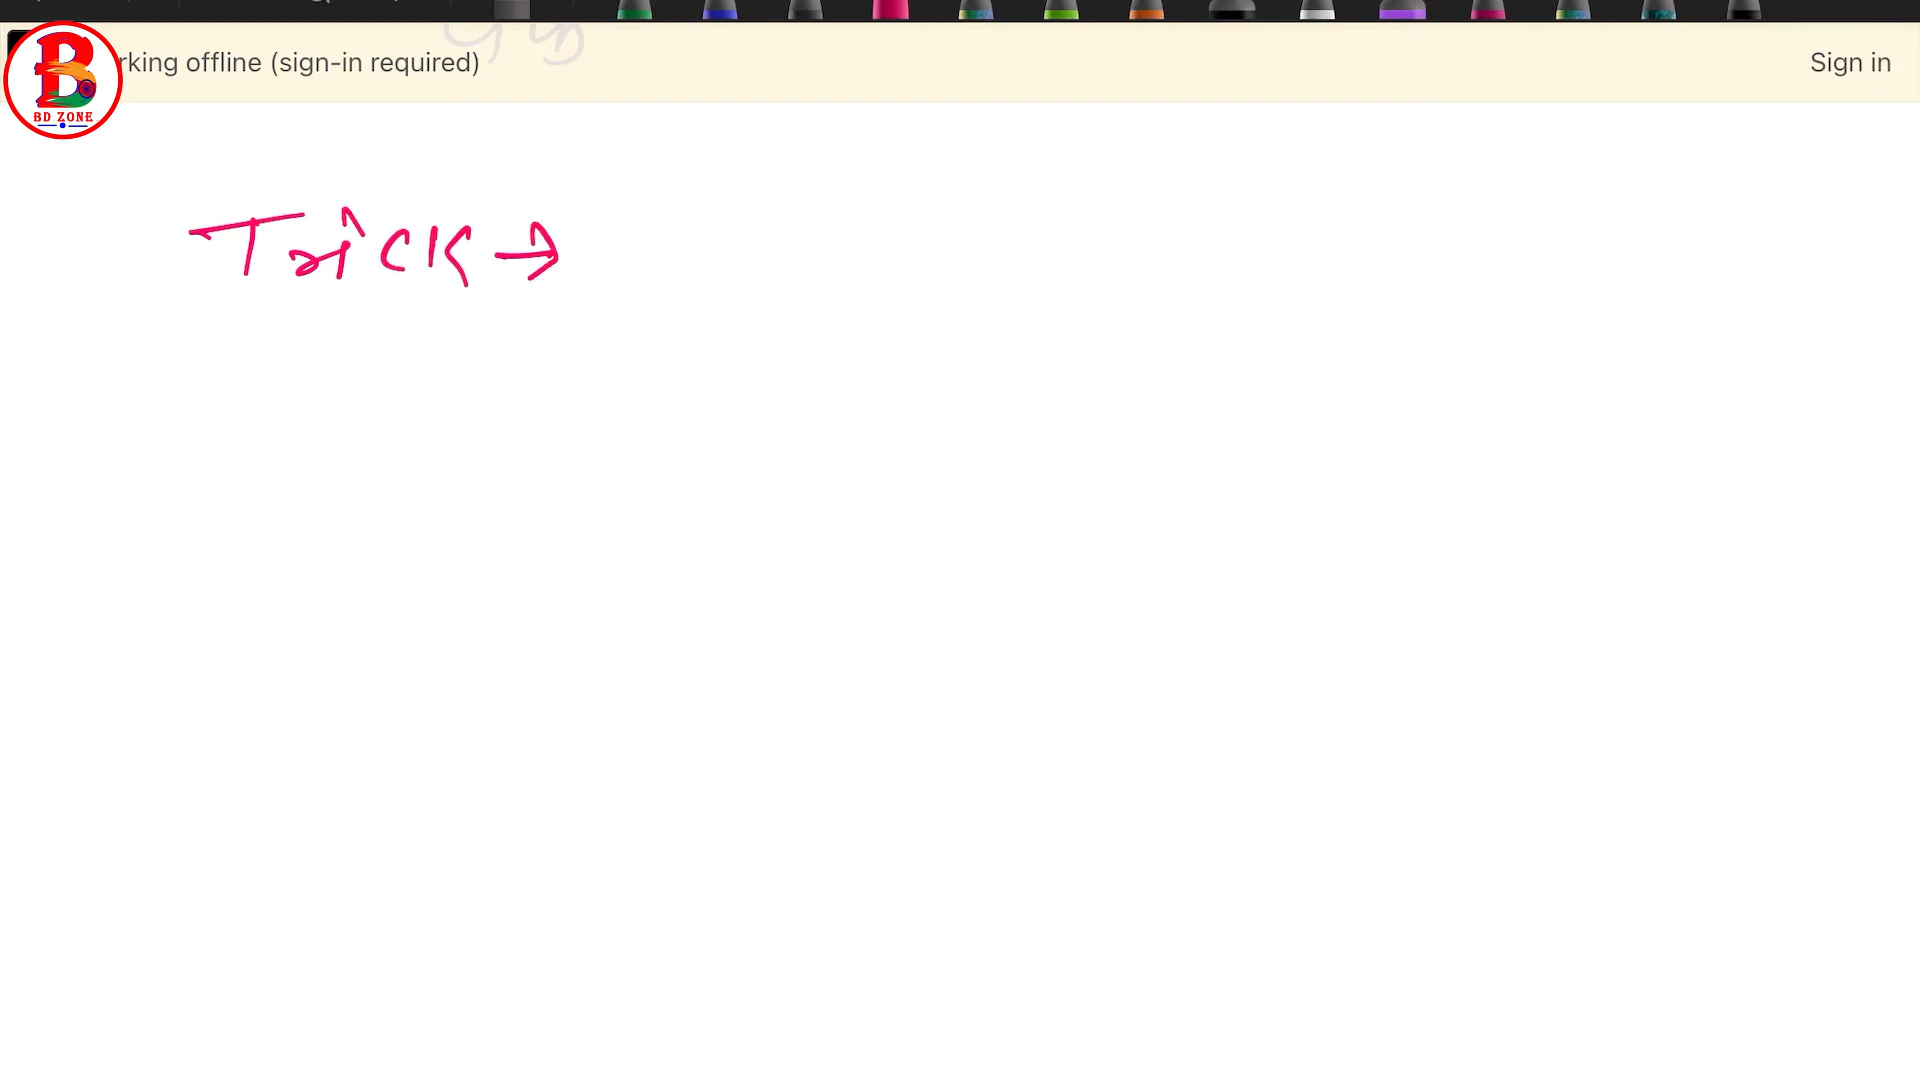 rking offline (sign-in required)
Sign in
BD ZONE
Trick →